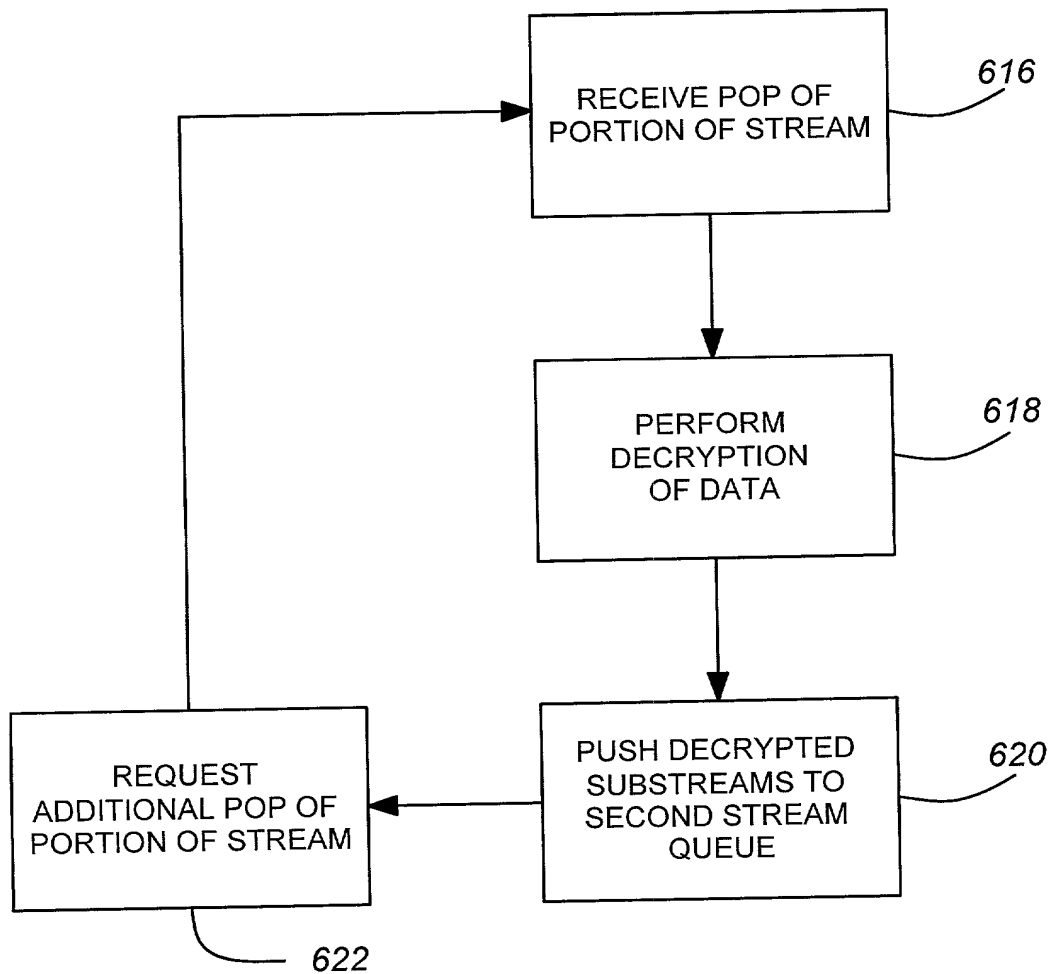 RECEIVE POP OF
PORTION OF STREAM
616
PERFORM
DECRYPTION
OF DATA
618
PUSH DECRYPTED
SUBSTREAMS TO
SECOND STREAM
QUEUE
620
REQUEST
ADDITIONAL POP OF
PORTION OF STREAM
622